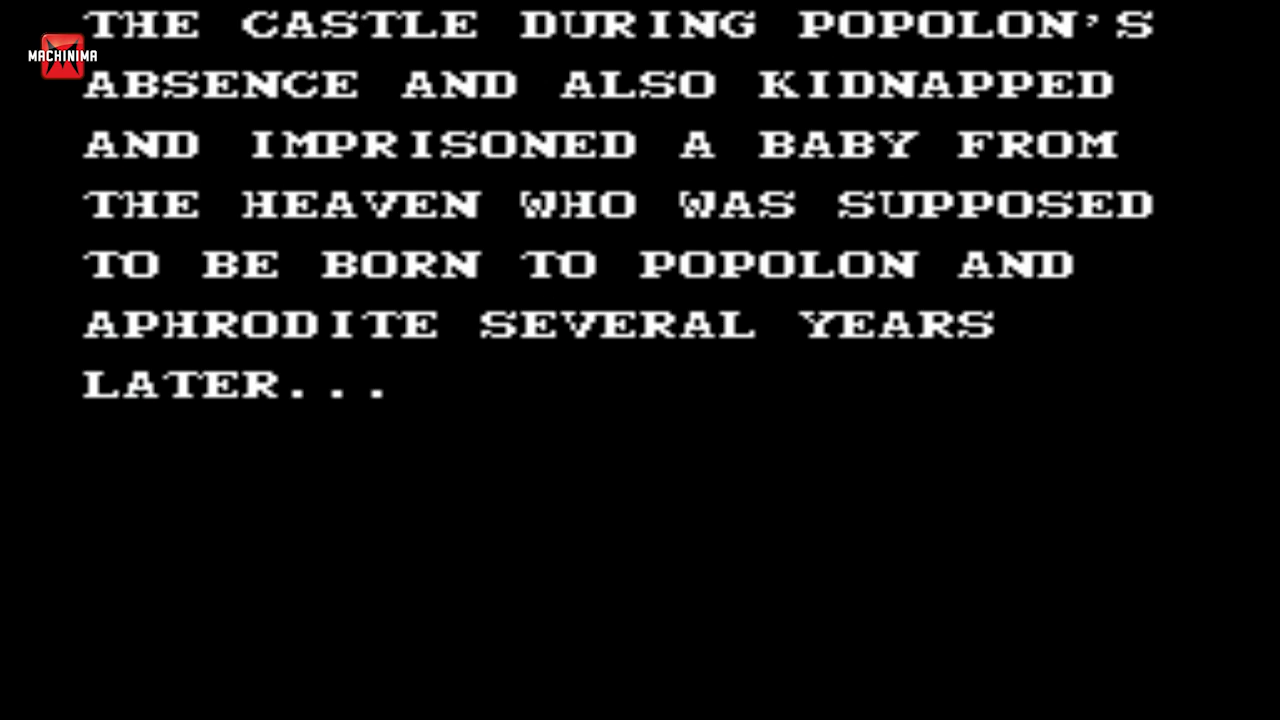 THE CASTLE DURING POPOLON'S
MACHINIMA
ABSENCE AND ALSO KIDNAPPED
AND IMPRISONED A BABY FROM
THE HEAVEN WHO WAS SUPPOSED
TO BE BORN TO POPOLON AND
APHRODITE SEVERAL YEARS
LATER...